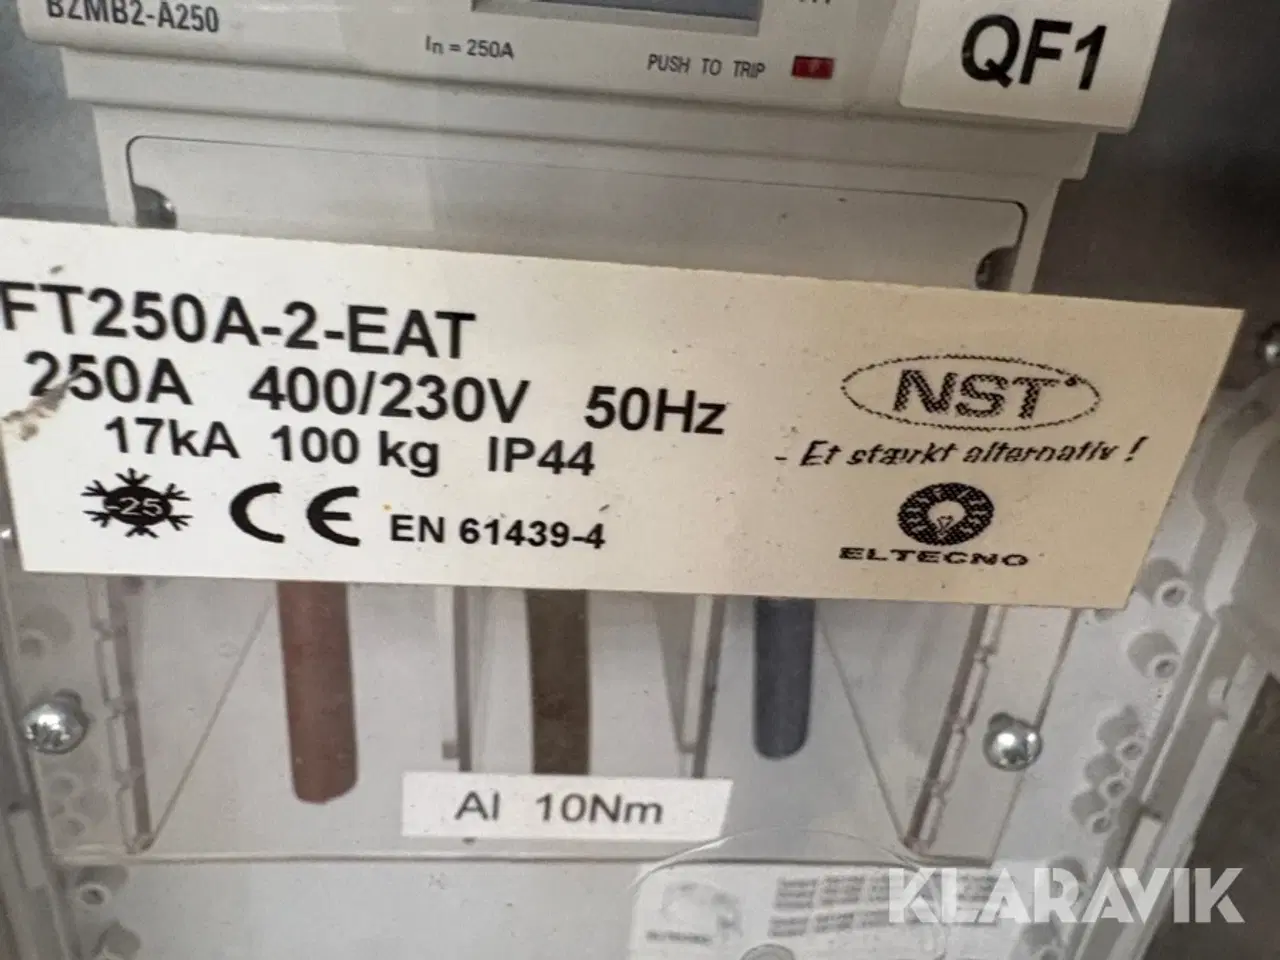 BZMB2-A250
In = 250A
PUSH TO TRIP
QF1
FT250A-2-EAT
250A 400/230V 50Hz
17kA 100 kg IP44
-25 CE EN 61439-4
NST
- Et stærkt alternativ !
ELTECNO
Al 10Nm
KLARAVIK